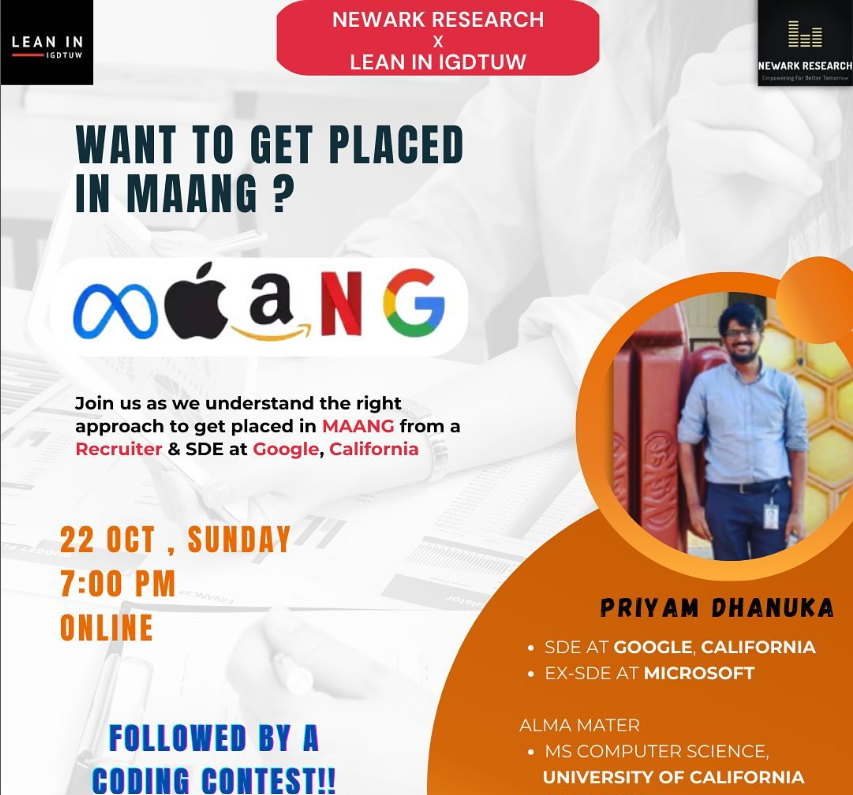 LEAN IN
IGDTUW
NEWARK RESEARCH
X
LEAN IN IGDTUW
NEWARK RESEARCH
Empowering For Better Tomorrow
WANT TO GET PLACED
IN MAANG ?
a N G
Join us as we understand the right
approach to get placed in MAANG from a
Recruiter & SDE at Google, California
22 OCT , SUNDAY
7:00 PM
ONLINE
FOLLOWED BY A
CODING CONTEST!!
PRIYAM DHANUKA
• SDE AT GOOGLE, CALIFORNIA
• EX-SDE AT MICROSOFT
ALMA MATER
• MS COMPUTER SCIENCE,
UNIVERSITY OF CALIFORNIA